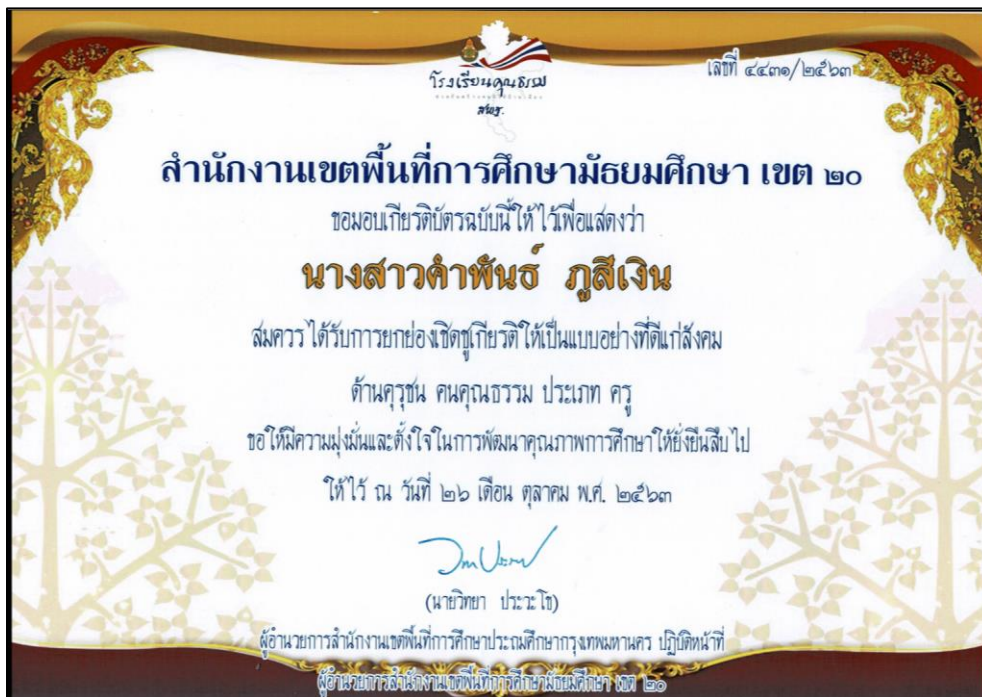 เลขที่ ๔๔๓๑/๒๕๖๓
โรงเรียนคุณธรรม
สพฐ.
สำนักงานเขตพื้นที่การศึกษามัธยมศึกษา เขต ๒๐
ขอมอบเกียรติบัตรฉบับนี้ให้ไว้เพื่อแสดงว่า
นางสาวคำพันธ์ ภูสีเงิน
สมควรได้รับการยกย่องเชิดชูเกียรติให้เป็นแบบอย่างที่ดีแก่สังคม
ด้านคุรุชน คนคุณธรรม ประเภท ครู
ขอให้มีความมุ่งมั่นและตั้งใจในการพัฒนาคุณภาพการศึกษาให้ยั่งยืนสืบไป
ให้ไว้ ณ วันที่ ๒๖ เดือน ตุลาคม พ.ศ. ๒๕๖๓
(นายวิทยา ประวะโข)
ผู้อำนวยการสำนักงานเขตพื้นที่การศึกษาประถมศึกษากรุงเทพมหานคร ปฏิบัติหน้าที่
ผู้อำนวยการสำนักงานเขตพื้นที่การศึกษามัธยมศึกษา เขต ๒๐